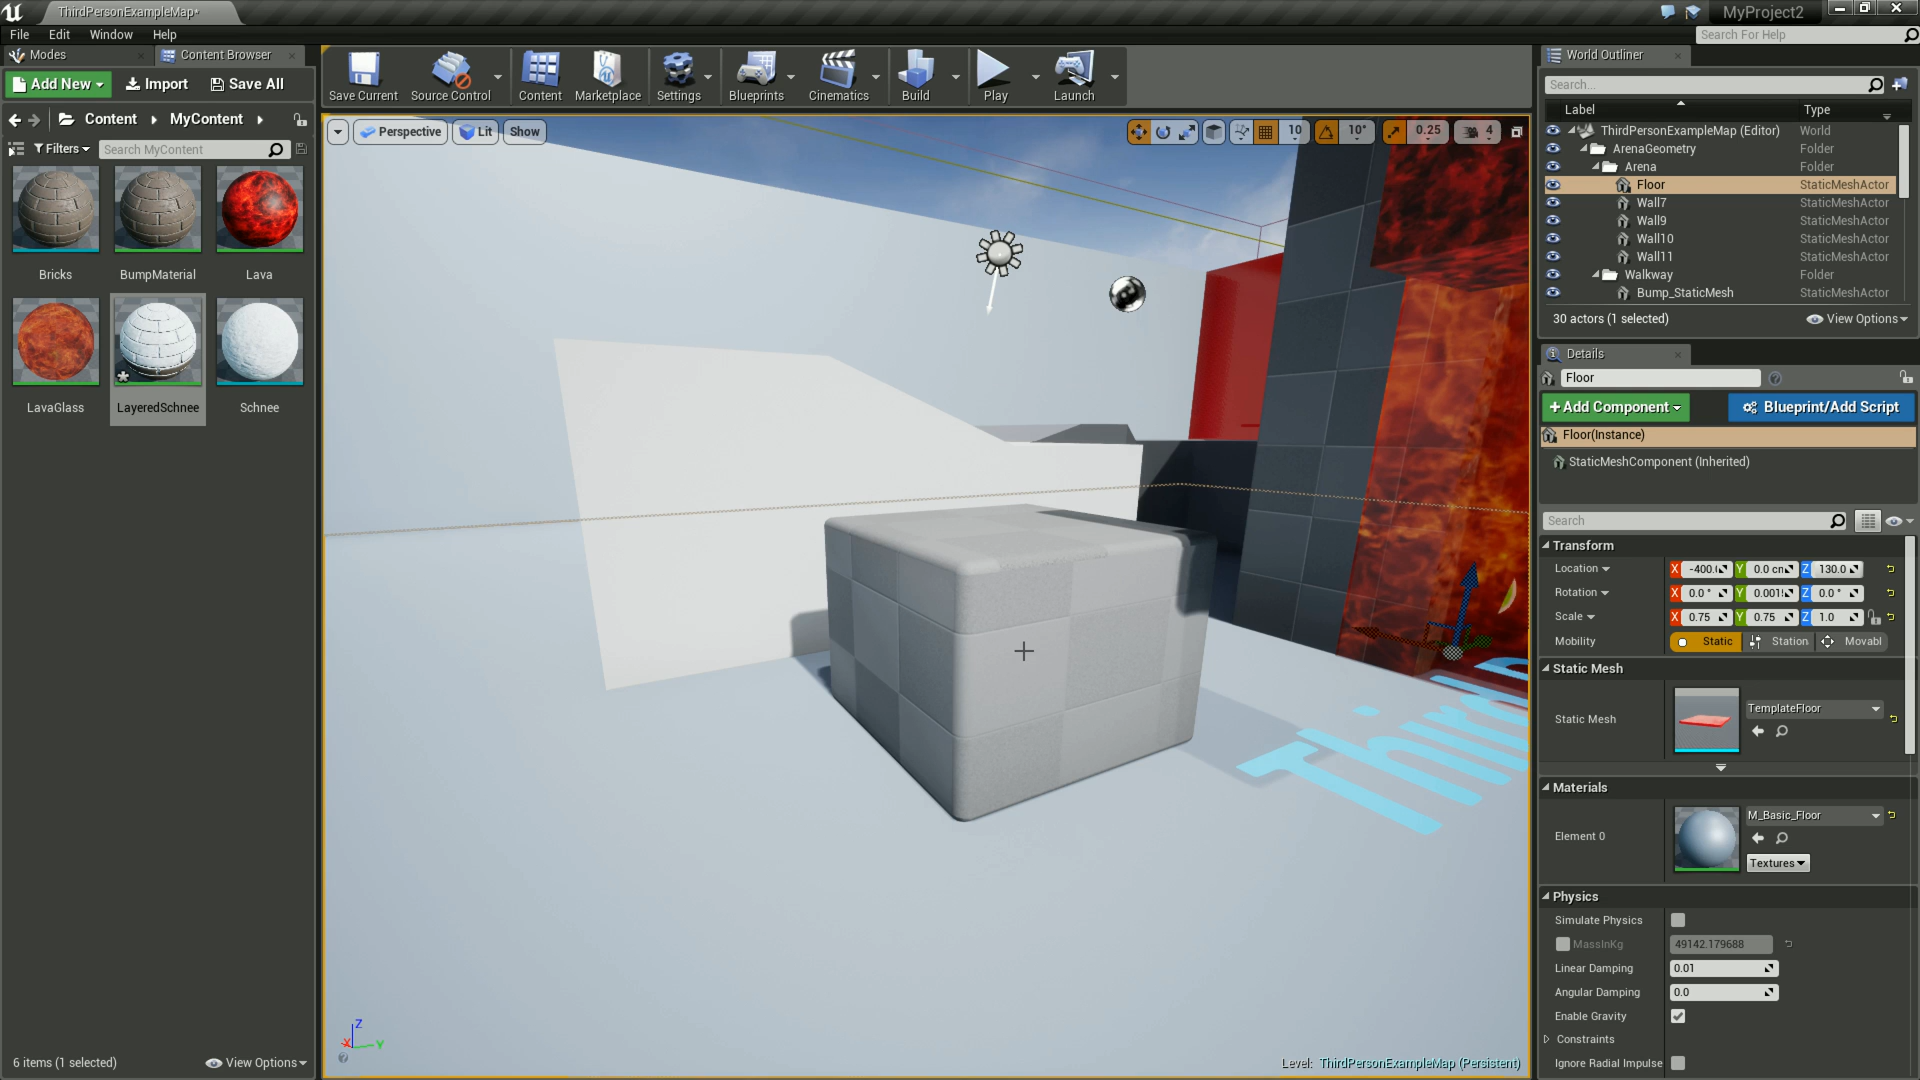 ThirdPersonExampleMap*
MyProject2
File Edit Window Help
Search For Help
Modes
Content Browser
Add New
Import
Save All
Content
MyContent
Filters
Search MyContent
Bricks
BumpMaterial
Lava
LavaGlass
LayeredSchnee
Schnee
6 items (1 selected)
View Options
Save Current
Source Control
Content
Marketplace
Settings
Blueprints
Cinematics
Build
Play
Launch
Perspective
Lit
Show
10
10°
0.25
4
Z
X
Y
Level: ThirdPersonExampleMap (Persistent)
World Outliner
Search...
Label Type
ThirdPersonExampleMap (Editor) World
ArenaGeometry Folder
Arena Folder
Floor StaticMeshActor
Wall7 StaticMeshActor
Wall9 StaticMeshActor
Wall10 StaticMeshActor
Wall11 StaticMeshActor
Walkway Folder
Bump_StaticMesh StaticMeshActor
30 actors (1 selected)
View Options
Details
Floor
+Add Component
Blueprint/Add Script
Floor(Instance)
StaticMeshComponent (Inherited)
Search
Transform
Location X -400. Y 0.0 cm Z 130.0
Rotation X 0.0 ° Y 0.001 Z 0.0 °
Scale X 0.75 Y 0.75 Z 1.0
Mobility Static Station Movabl
Static Mesh
Static Mesh
TemplateFloor
Materials
Element 0
M_Basic_Floor
Textures
Physics
Simulate Physics
MassInKg 49142.179688
Linear Damping 0.01
Angular Damping 0.0
Enable Gravity
Constraints
Ignore Radial Impulse